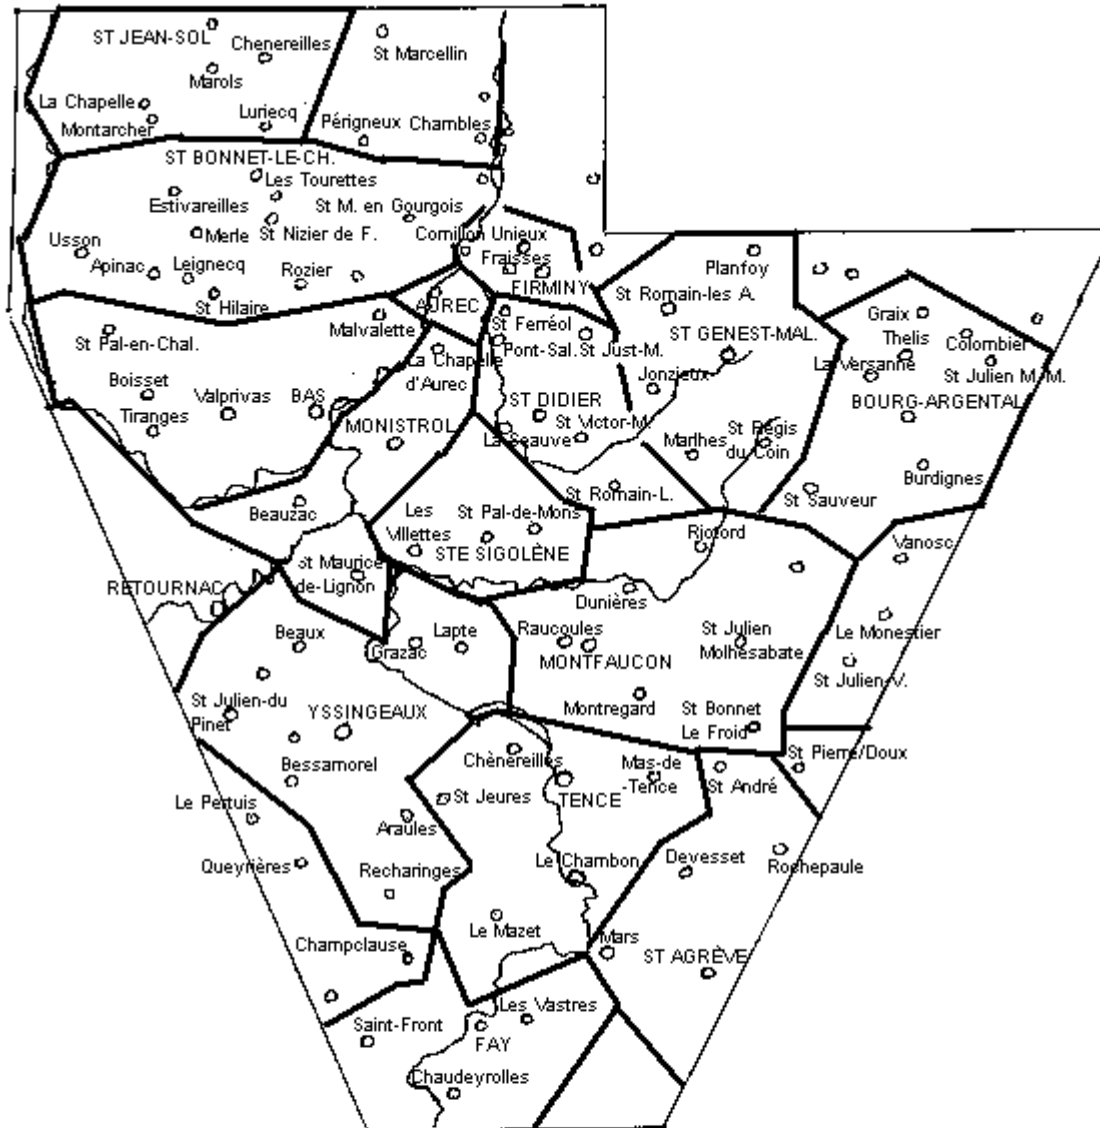 ST JEAN-SOL
Chenereilles
St Marcellin
Marols
La Chapelle
Montarcher
Luriecq
Périgneux
Chambles
ST BONNET-LE-CH.
Les Tourettes
Estivareilles
St M. en Gourgois
Usson
Merle
St Nizier de F.
Cornillon
Unieux
Apinac
Leignecq
Rozier
Fraisses
FIRMINY
Planfoy
St Hilaire
AUREC
St Romain-les A.
Malvalette
St Ferréol
ST GENEST-MAL.
Graix
Thelis
Colombier
St Pal-en-Chal.
La Chapelle
d'Aurec
Pont-Sal.
St Just-M.
La Versanne
St Julien M-M.
Boisset
Jonzieux
Tiranges
Valprivas
BAS
ST DIDIER
BOURG-ARGENTAL
MONISTROL
La Seauve
St Victor-M.
Marlhes
St Régis
du Coin
Burdignes
Beauzac
St Romain-L.
St Sauveur
Les
Villettes
St Pal-de-Mons
STE SIGOLÈNE
Riotord
Vanosc
RETOURNAC
St Maurice
de-Lignon
Dunières
Beaux
Grazac
Lapte
Raucoules
MONTFAUCON
St Julien
Molhesabate
Le Monestier
St Julien-V.
St Julien-du
Pinet
YSSINGEAUX
Montregard
St Bonnet
Le Froid
Bessamorel
Chènereilles
Mas-de
-Tence
St André
St Pierre/Doux
Le Pertuis
St Jeures
TENCE
Araules
Queyrières
Recharinges
Le Chambon
Devesset
Rochepaule
Champclause
Le Mazet
Mars
ST AGRÈVE
Saint-Front
Les Vastres
FAY
Chaudeyrolles